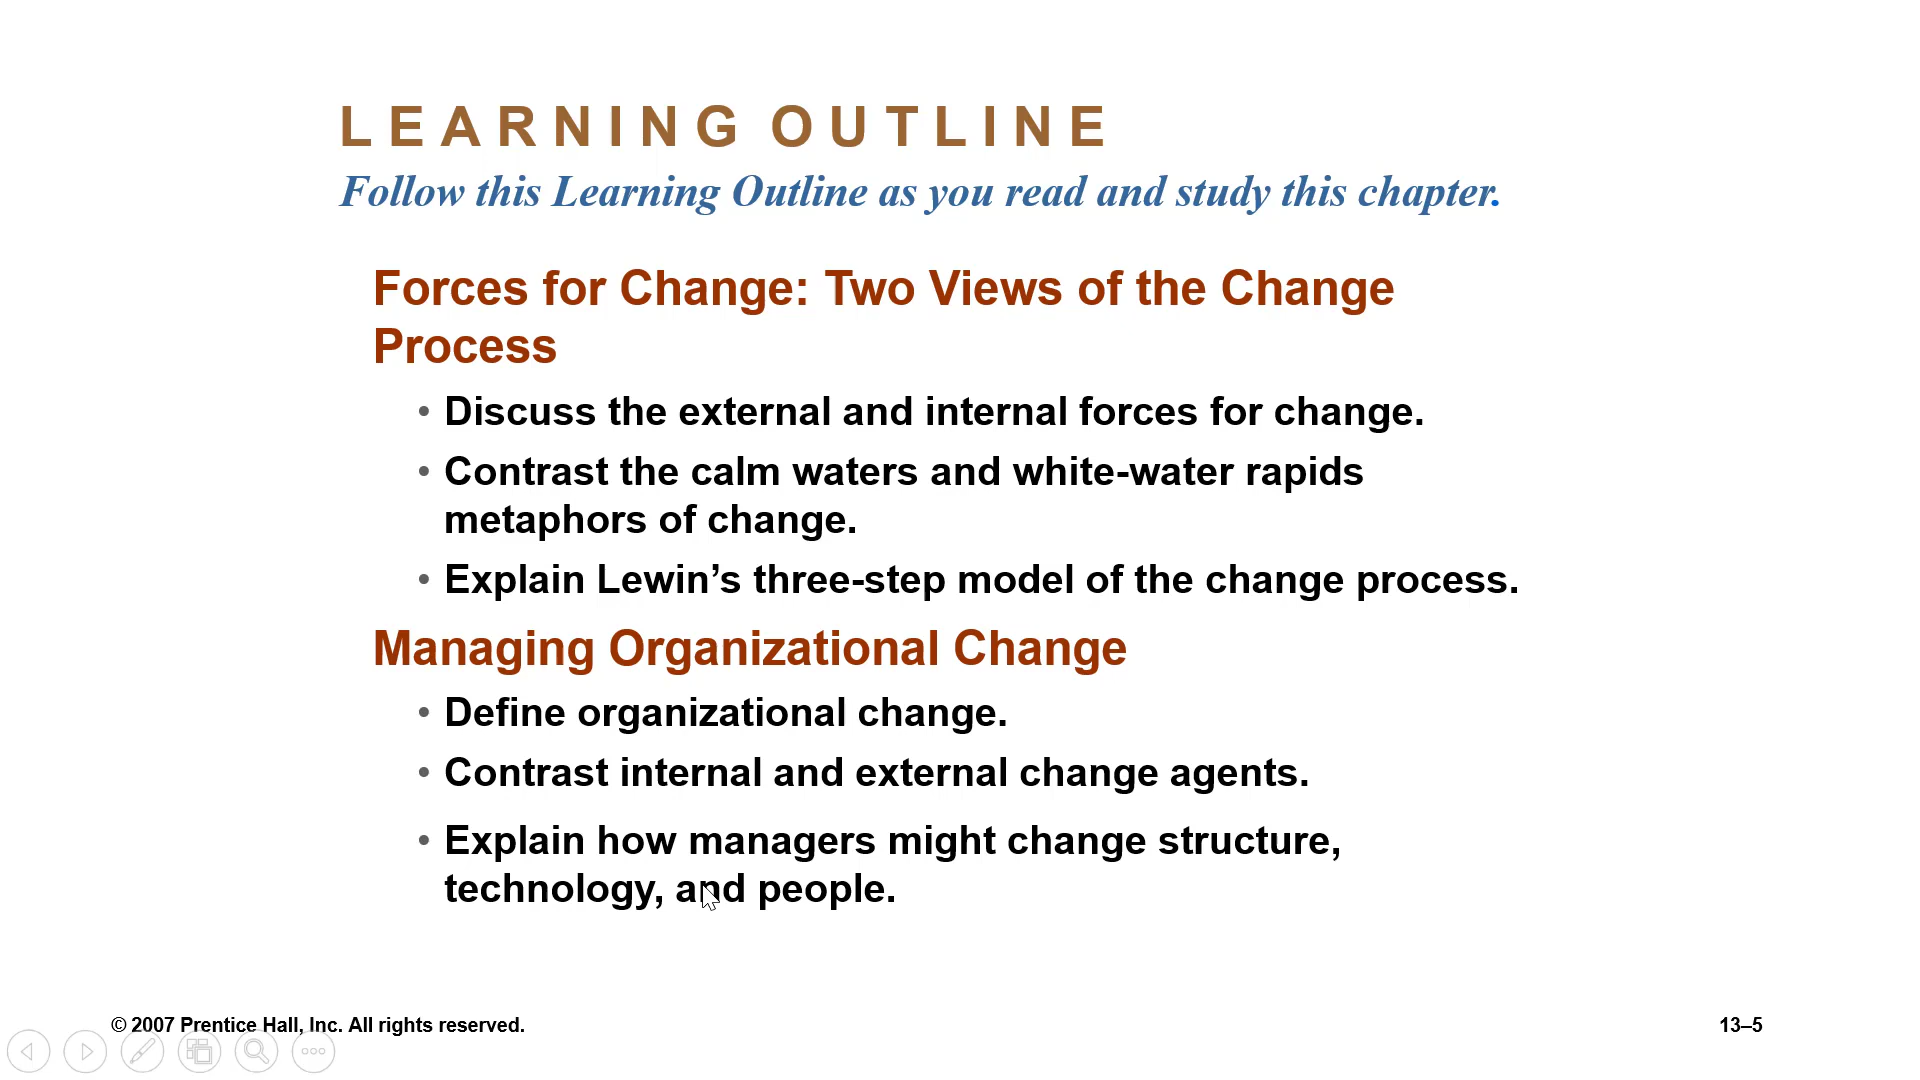 LEARNING OUTLINE
Follow this Learning Outline as you read and study this chapter.
Forces for Change: Two Views of the Change
Process
• Discuss the external and internal forces for change.
• Contrast the calm waters and white-water rapids
metaphors of change.
• Explain Lewin’s three-step model of the change process.
Managing Organizational Change
• Define organizational change.
• Contrast internal and external change agents.
• Explain how managers might change structure,
technology, and people.
© 2007 Prentice Hall, Inc. All rights reserved.
13–5